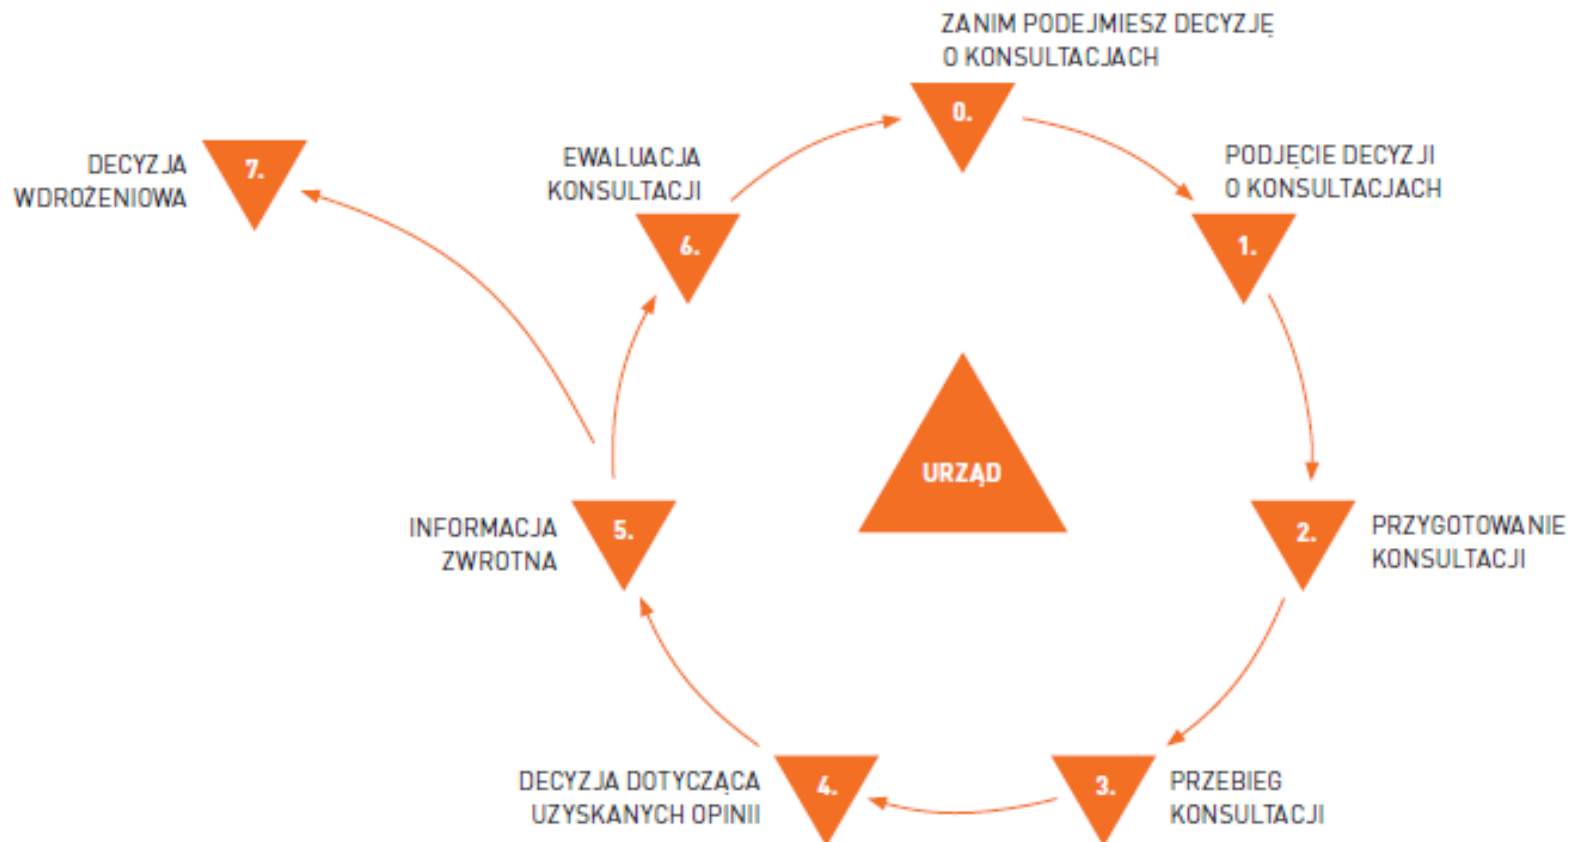 ZANIM PODEJMIESZ DECYZJĘ
O KONSULTACJACH
0.
PODJĘCIE DECYZJI
O KONSULTACJACH
1.
PRZYGOTOWANIE
KONSULTACJI
2.
PRZEBIEG
KONSULTACJI
3.
DECYZJA DOTYCZĄCA
UZYSKANYCH OPINII
4.
INFORMACJA
ZWROTNA
5.
EWALUACJA
KONSULTACJI
6.
DECYZJA
WDROŻENIOWA
7.
URZĄD